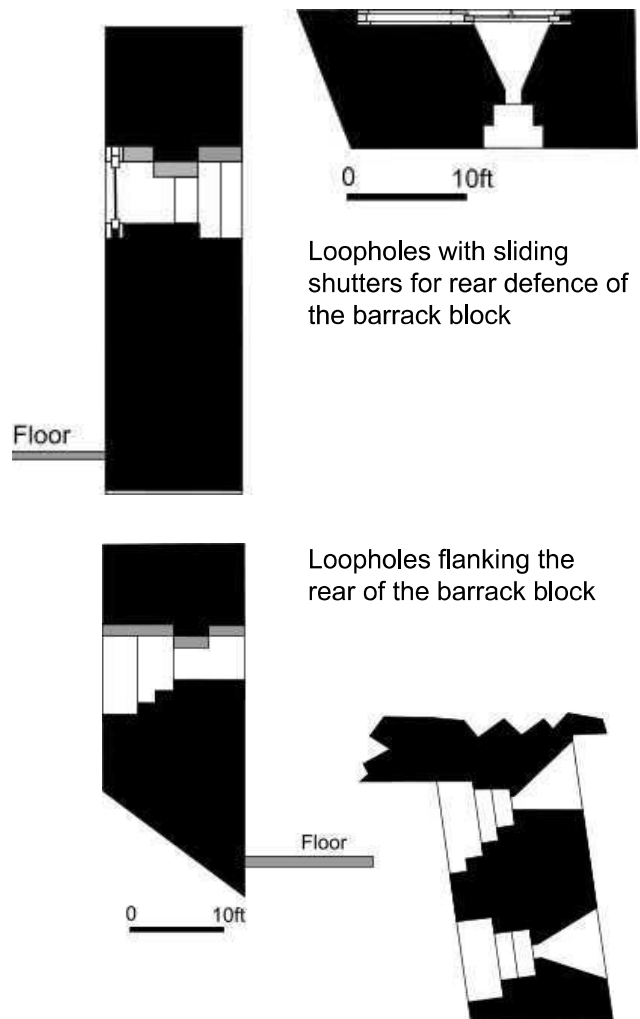 0 10ft
Loopholes with sliding
shutters for rear defence of
the barrack block
Floor
Loopholes flanking the
rear of the barrack block
Floor
0 10ft